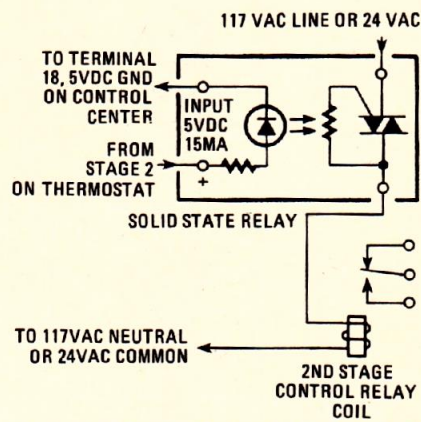 117 VAC LINE OR 24 VAC
TO TERMINAL
18, 5VDC GND
ON CONTROL
CENTER
INPUT
5VDC
15MA
FROM
STAGE 2
ON THERMOSTAT
+
SOLID STATE RELAY
TO 117VAC NEUTRAL
OR 24VAC COMMON
2ND STAGE
CONTROL RELAY
COIL